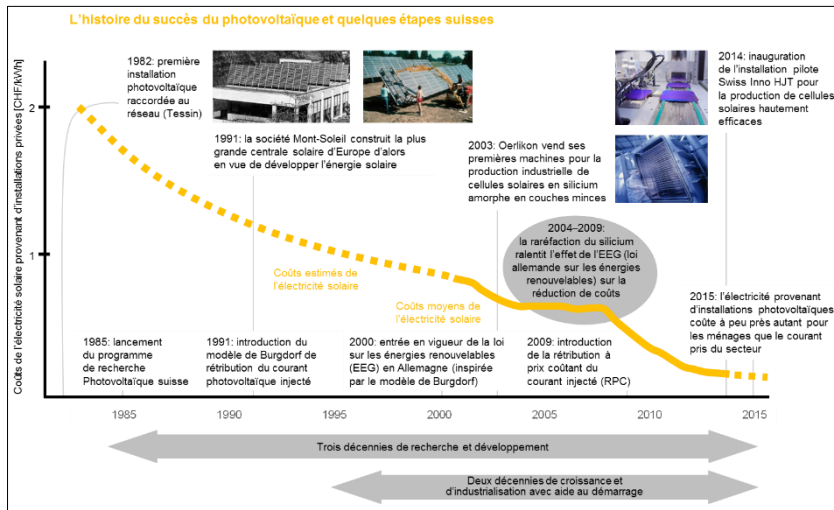 L'histoire du succès du photovoltaïque et quelques étapes suisses
Coûts de l'électricité solaire provenant d'installations privées [CHF/kWh]
2
1
1982: première
installation
photovoltaïque
raccordée au
réseau (Tessin)
1991: la société Mont-Soleil construit la plus
grande centrale solaire d'Europe d'alors
en vue de développer l'énergie solaire
2003: Oerlikon vend ses
premières machines pour la
production industrielle de
cellules solaires en silicium
amorphe en couches minces
2014: inauguration
de l'installation pilote
Swiss Inno HJT pour
la production de cellules
solaires hautement
efficaces
2004–2009:
la raréfaction du silicium
ralentit l'effet de l'EEG (loi
allemande sur les énergies
renouvelables) sur la
réduction de coûts
Coûts estimés de
l'électricité solaire
Coûts moyens de
l'électricité solaire
1985: lancement
du programme
de recherche
Photovoltaïque suisse
1991: introduction du
modèle de Burgdorf de
rétribution du courant
photovoltaïque injecté
2000: entrée en vigueur de la loi
sur les énergies renouvelables
(EEG) en Allemagne (inspirée
par le modèle de Burgdorf)
2009: introduction
de la rétribution à
prix coûtant du
courant injecté (RPC)
2015: l'électricité provenant
d'installations photovoltaïques
coûte à peu près autant pour
les ménages que le courant
pris du secteur
1985 1990 1995 2000 2005 2010 2015
Trois décennies de recherche et développement
Deux décennies de croissance et
d'industrialisation avec aide au démarrage